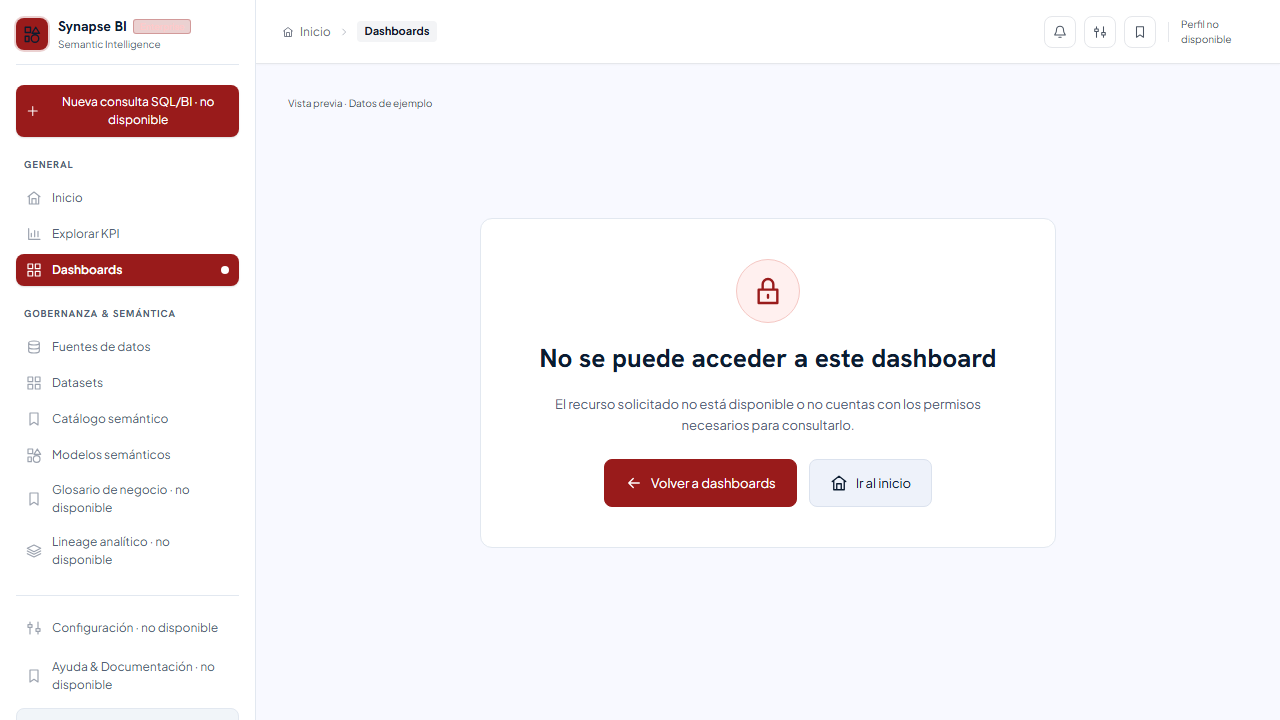 Synapse BI
Semantic Intelligence
Nueva consulta SQL/BI · no
disponible
GENERAL
Inicio
Explorar KPI
Dashboards
GOBERNANZA & SEMÁNTICA
Fuentes de datos
Datasets
Catálogo semántico
Modelos semánticos
Glosario de negocio · no
disponible
Lineage analítico · no
disponible
Configuración · no disponible
Ayuda & Documentación · no
disponible
Inicio
Dashboards
Perfil no
disponible
Vista previa · Datos de ejemplo
No se puede acceder a este dashboard
El recurso solicitado no está disponible o no cuentas con los permisos
necesarios para consultarlo.
Volver a dashboards
Ir al inicio